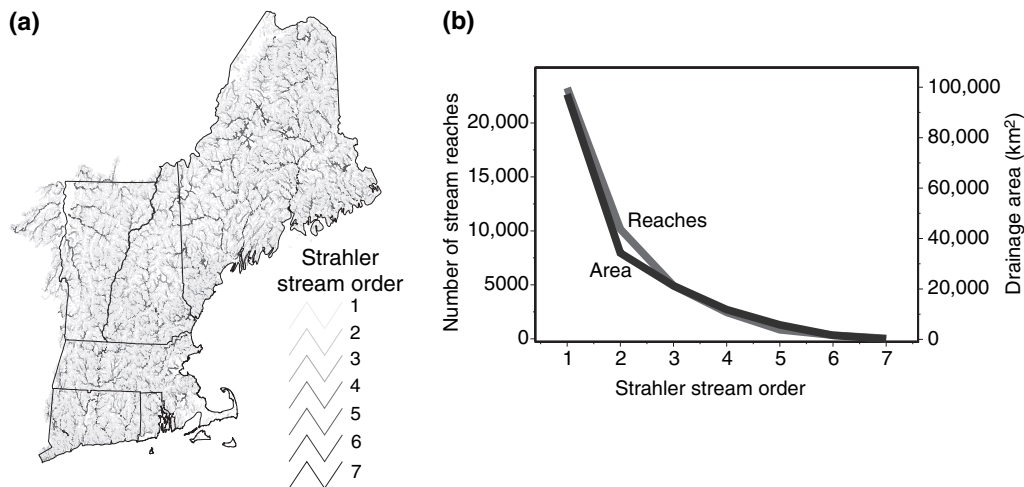 (a)
Strahler
stream order
1
2
3
4
5
6
7
(b)
Number of stream reaches
20,000
15,000
10,000
5000
0
Reaches
Area
100,000
80,000
60,000
40,000
20,000
0
Drainage area (km²)
1 2 3 4 5 6 7
Strahler stream order